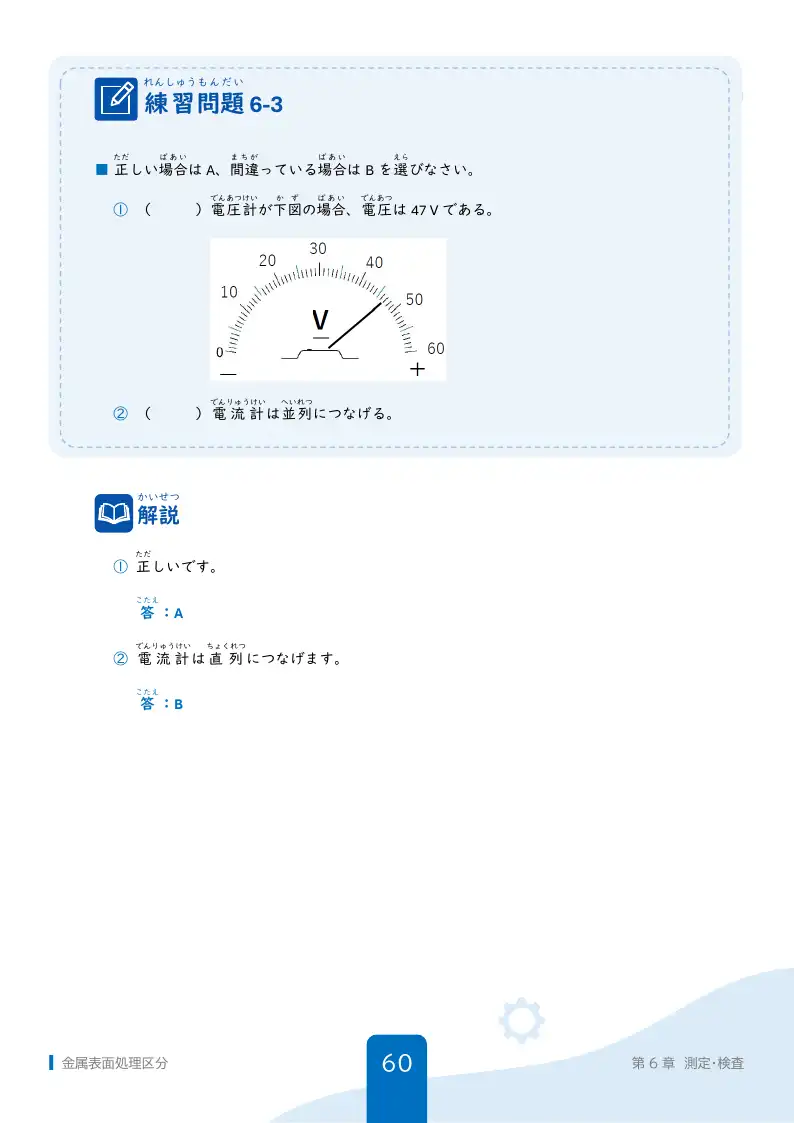 れんしゅうもんだい
練習問題 6-3
ただ ばあい まちが ばあい えら
■ 正しい場合は A、間違っている場合は B を選びなさい。
でんあつけい か ず ばあい でんあつ
① （　　　）電圧計が下図の場合、電圧は 47 V である。
30
20 40
10 50
V
0 60
― ＋
でんりゅうけい へいれつ
② （　　　）電流計は並列につなげる。
かいせつ
解説
ただ
① 正しいです。
こたえ
答：A
でんりゅうけい ちょくれつ
② 電流計は直列につなげます。
こたえ
答：B
金属表面処理区分 60 第 6 章 測定・検査